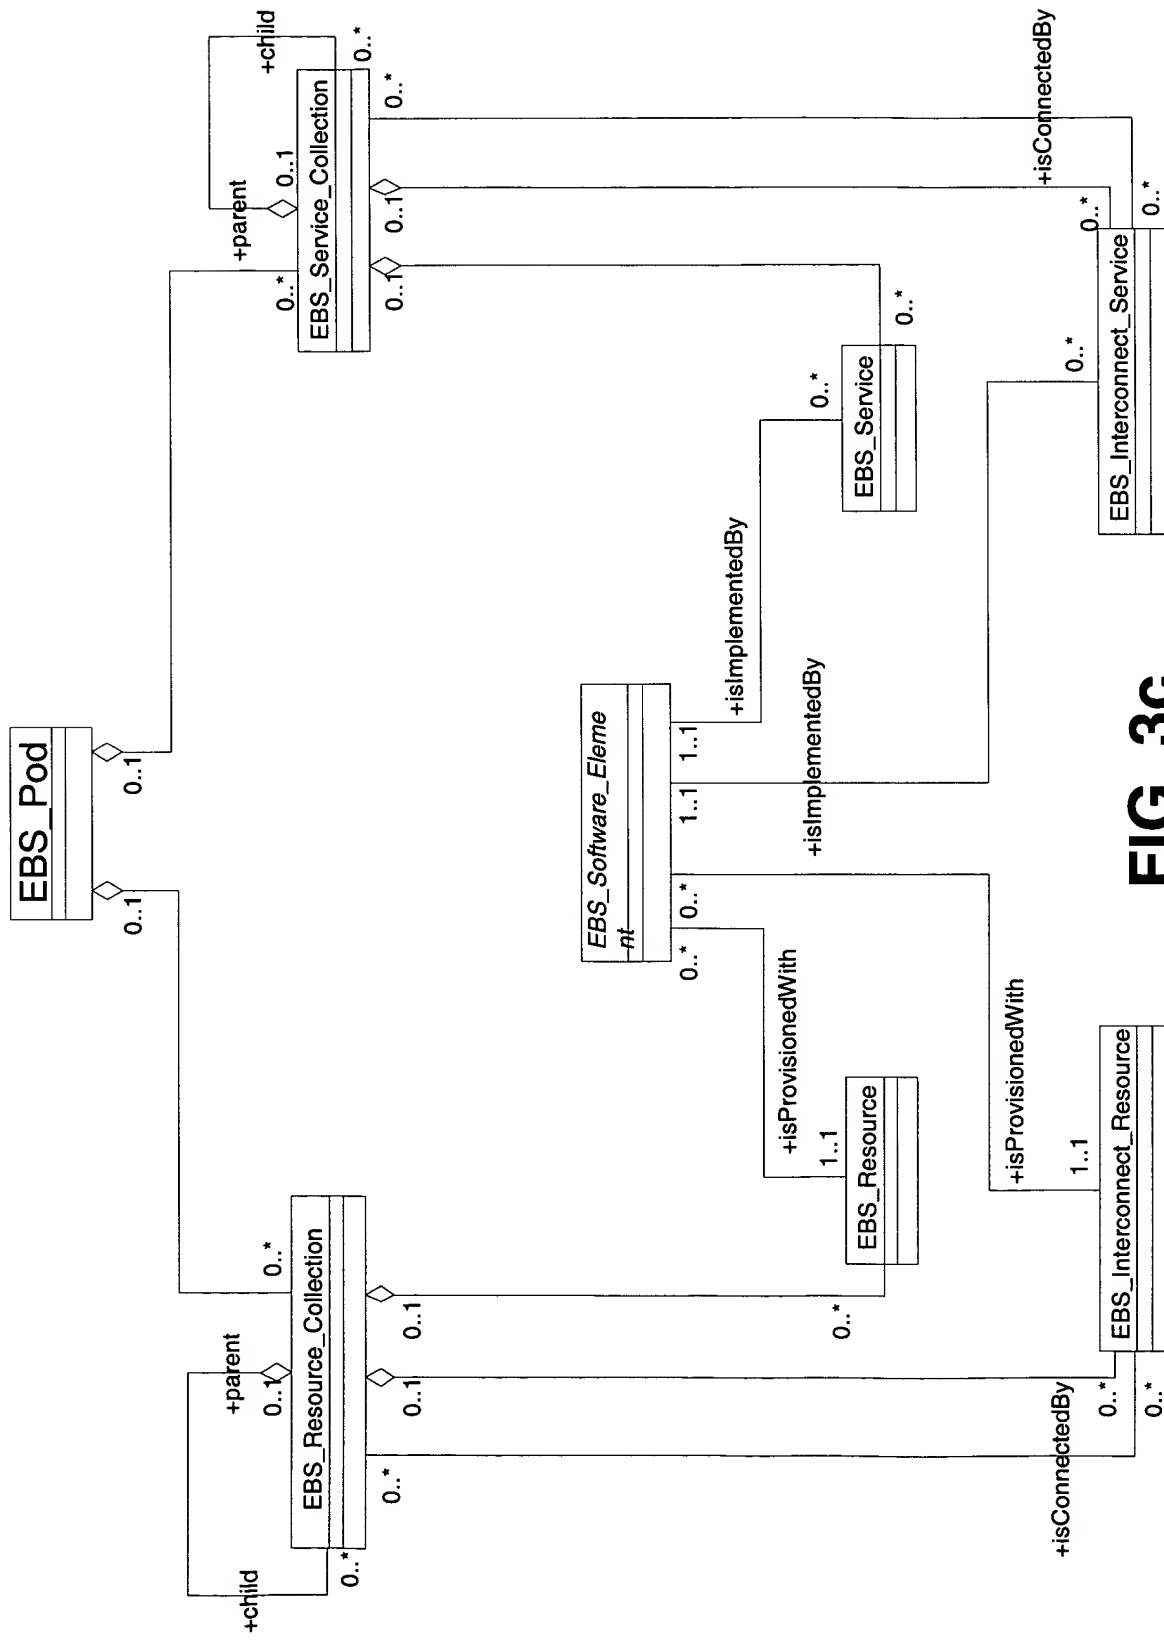 EBS_Pod
0..1
0..1
+child
+parent
0..1
0..*
0..*
EBS_Resource_Collection
0..*
0..1
0..1
+parent
0..1
+child
0..*
0..*
EBS_Service_Collection
0..1
0..1
0..*
EBS_Software_Eleme
nt
0..*
0..*
1..1
1..1
+isProvisionedWith
+isImplementedBy
+isImplementedBy
0..*
1..1
EBS_Resource
0..*
EBS_Service
0..*
+isProvisionedWith
1..1
0..*
+isConnectedBy
0..*
0..*
EBS_Interconnect_Resource
+isConnectedBy
0..*
0..*
EBS_Interconnect_Service